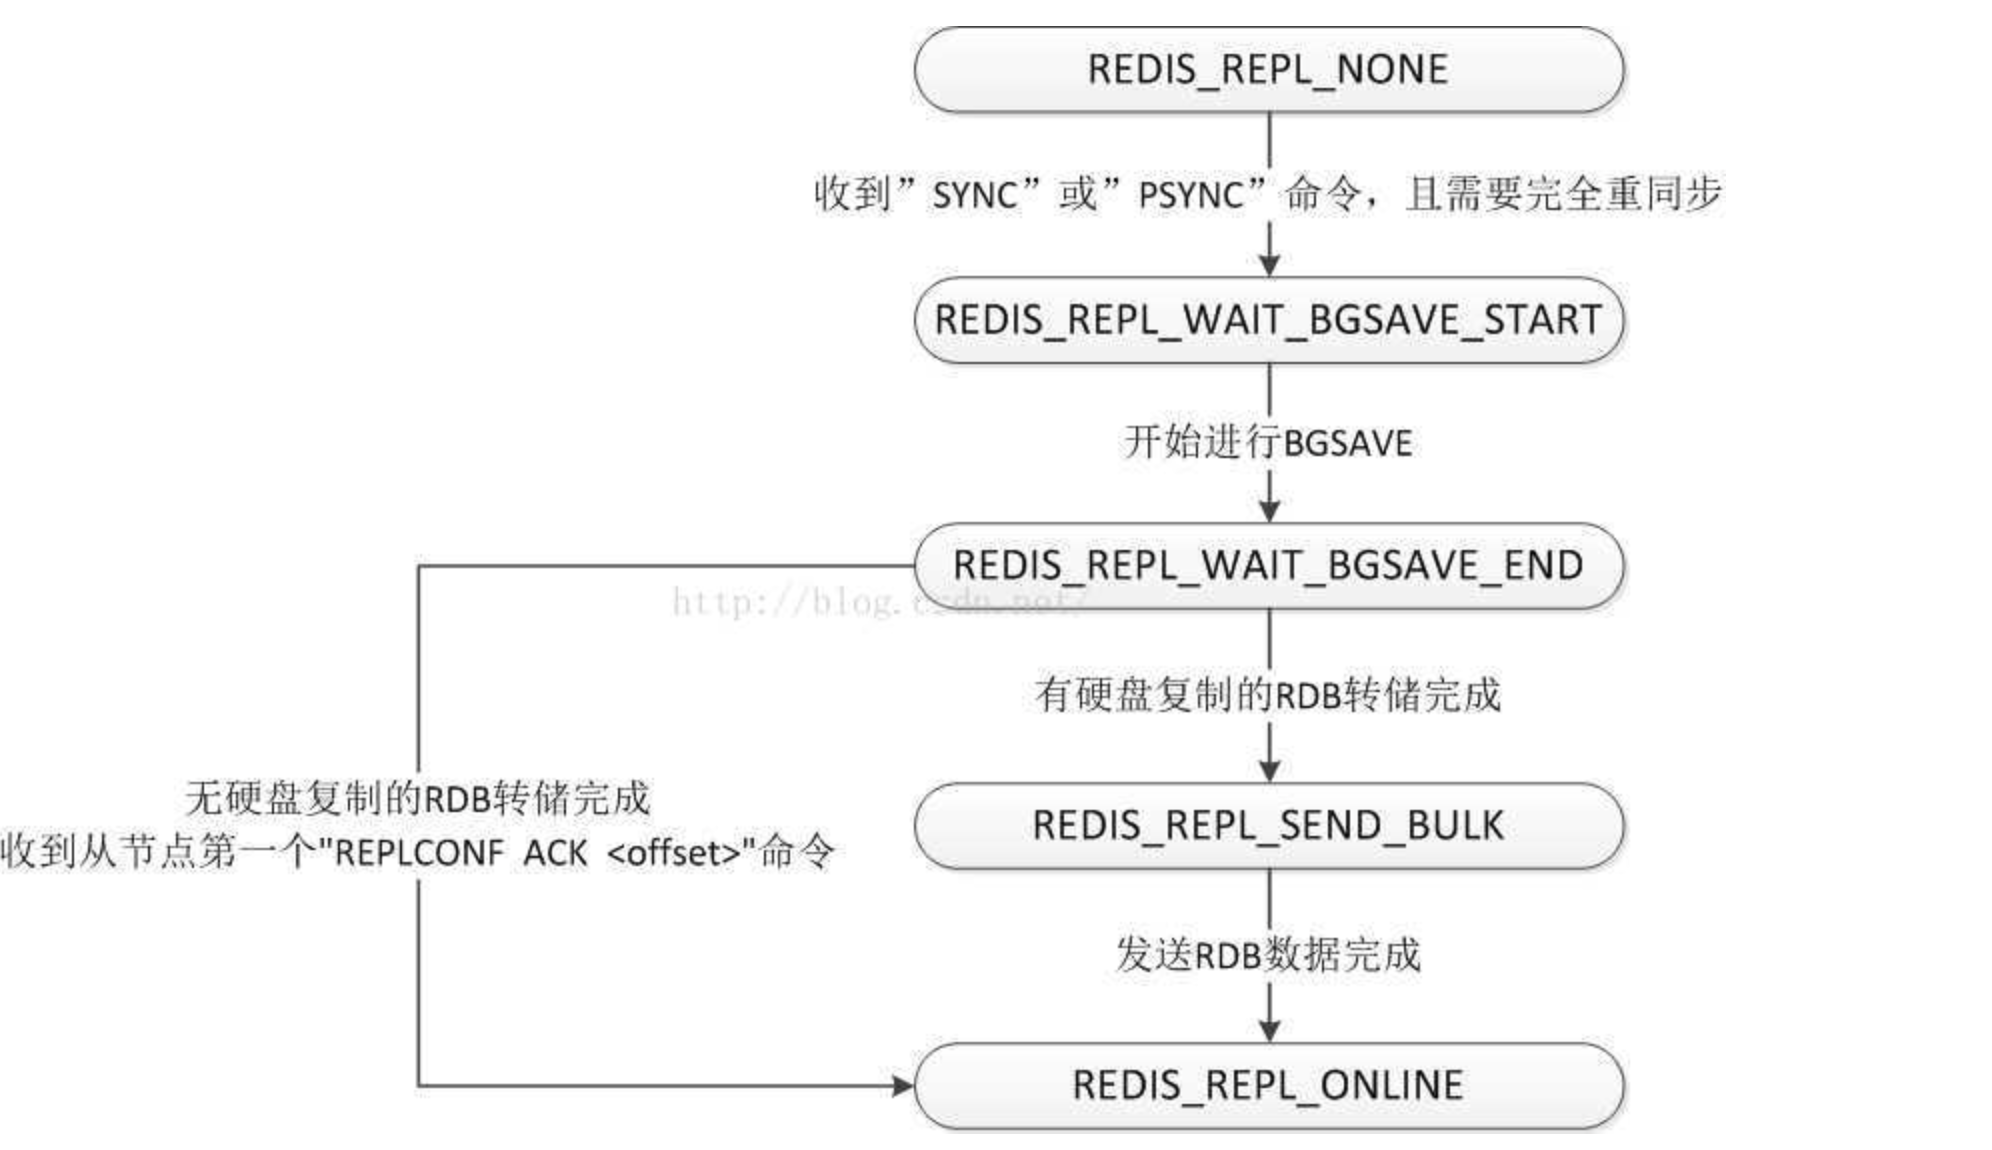 REDIS_REPL_NONE
收到”SYNC”或”PSYNC”命令，且需要完全重同步
REDIS_REPL_WAIT_BGSAVE_START
开始进行BGSAVE
REDIS_REPL_WAIT_BGSAVE_END
http://blog.csdn.net/
有硬盘复制的RDB转储完成
无硬盘复制的RDB转储完成
收到从节点第一个"REPLCONF ACK <offset>"命令
REDIS_REPL_SEND_BULK
发送RDB数据完成
REDIS_REPL_ONLINE